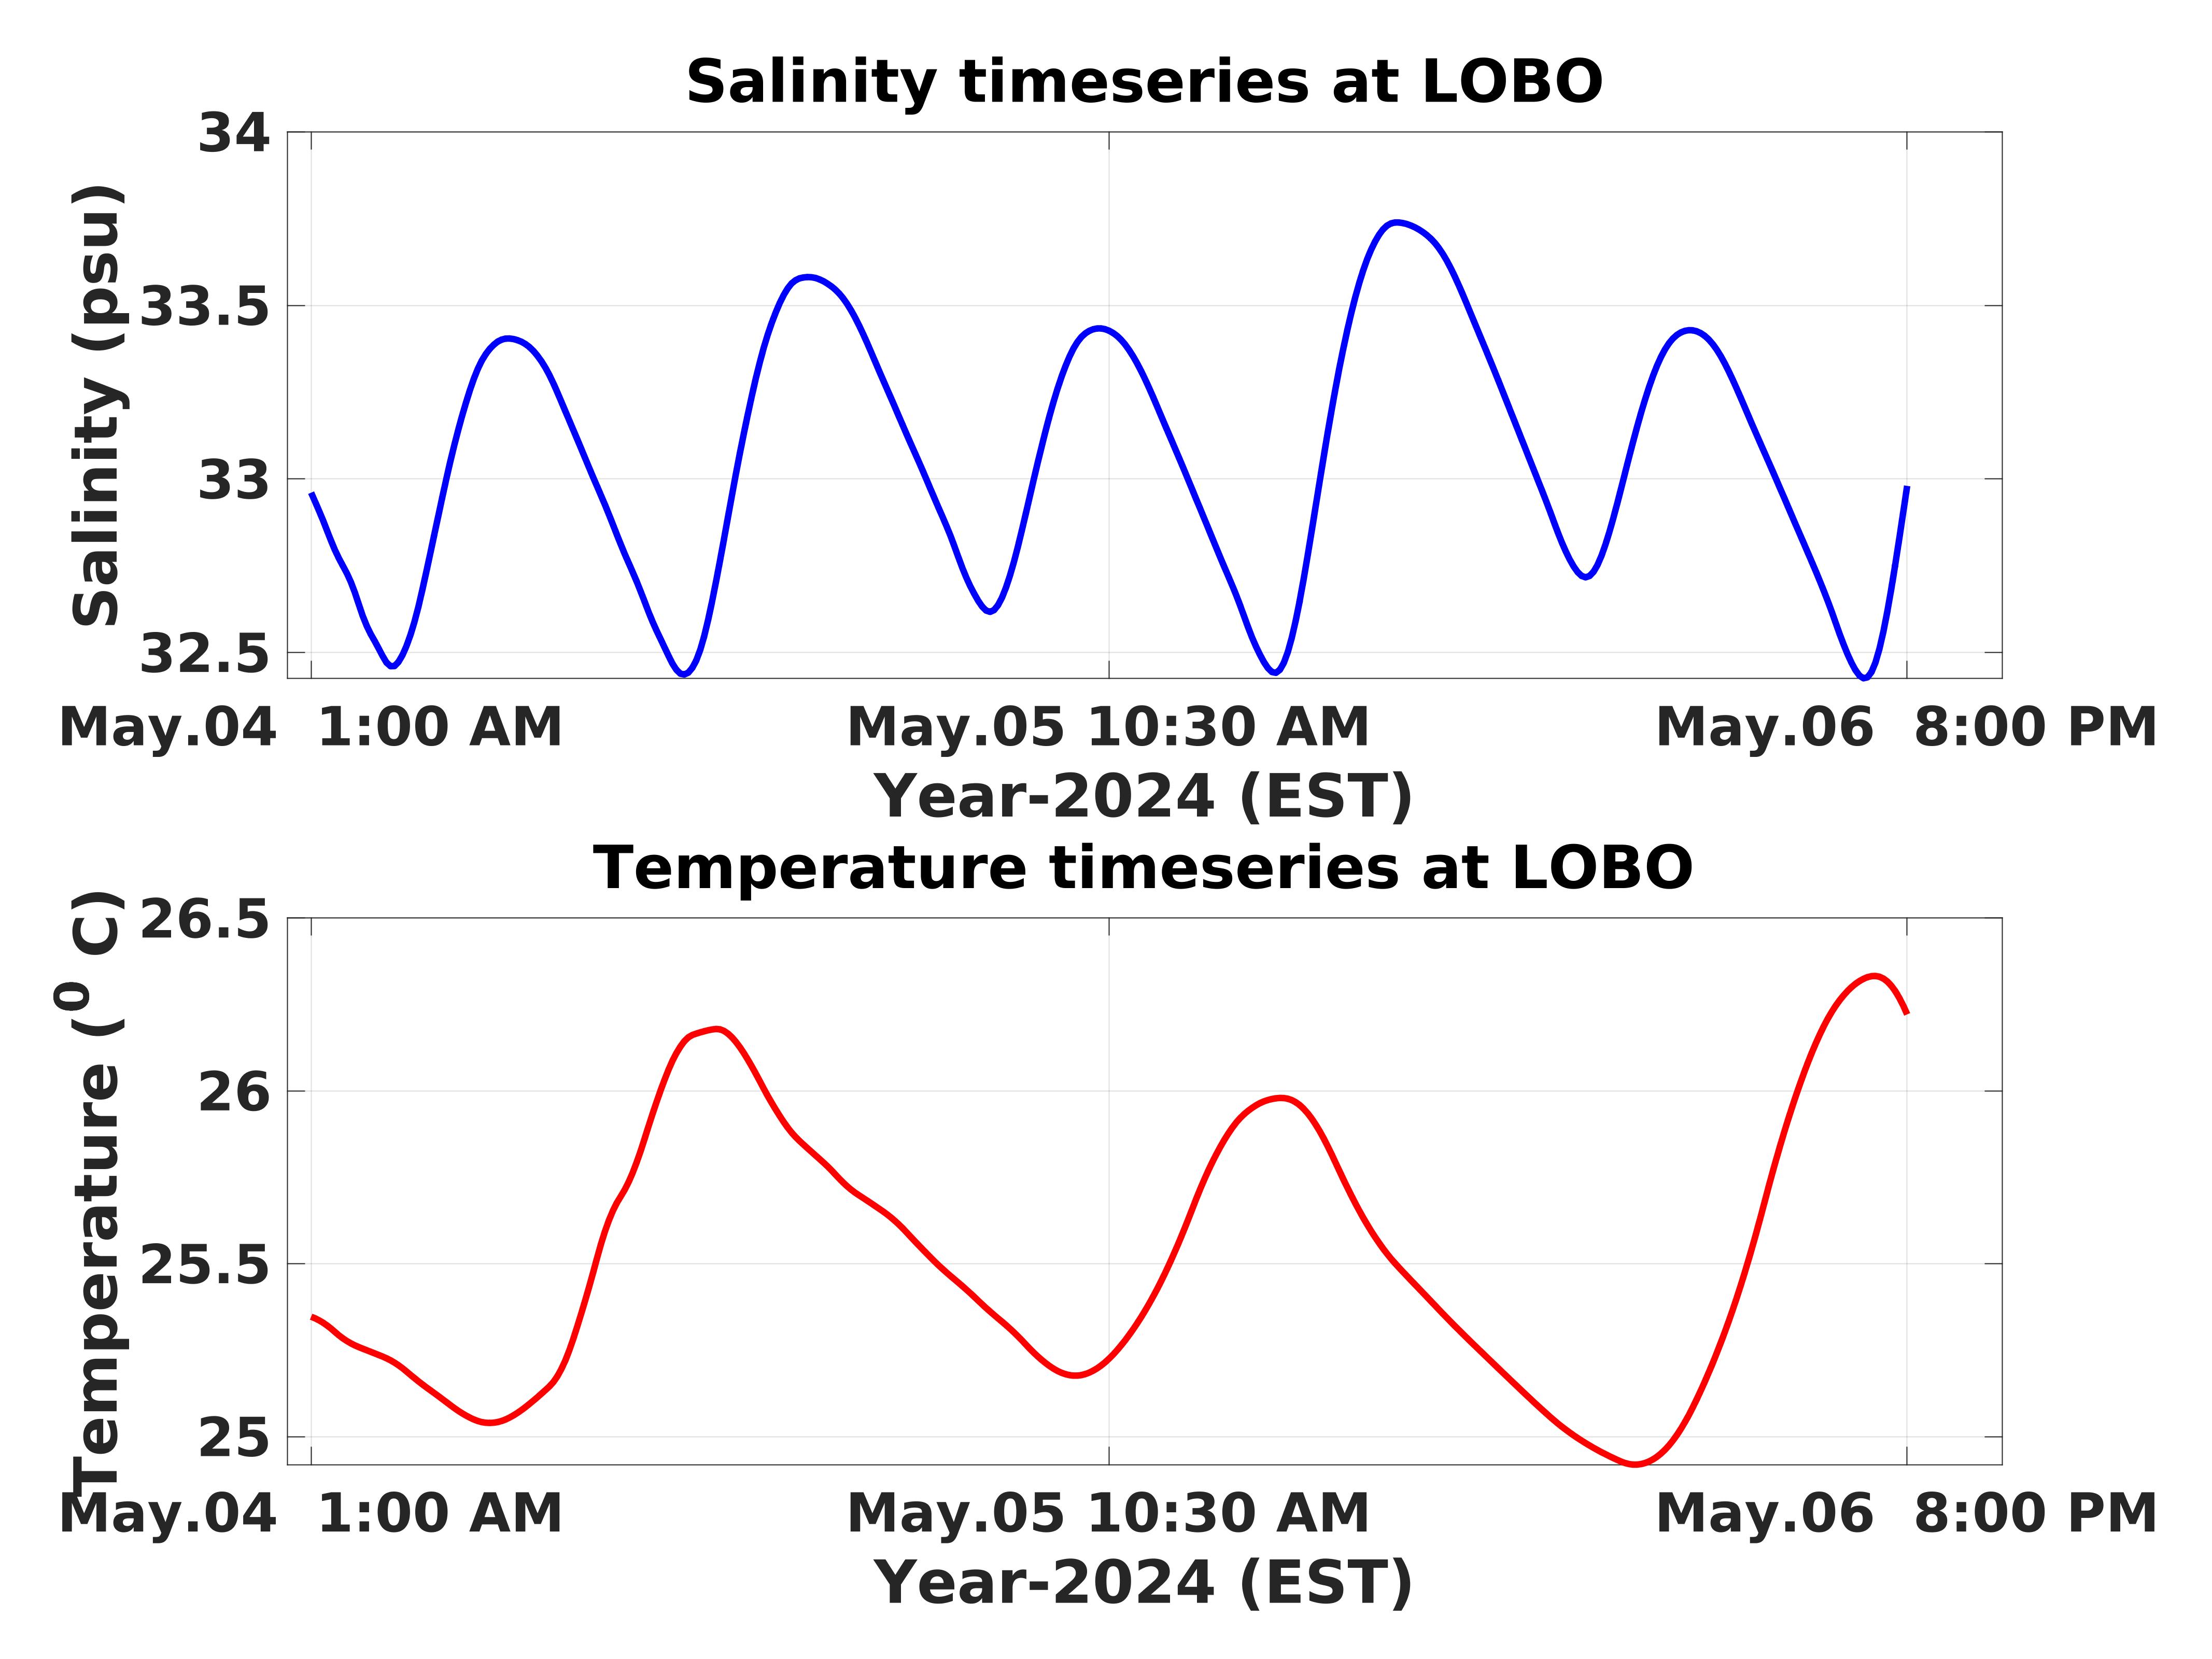 Salinity timeseries at LOBO
Salinity (psu)
34
33.5
33
32.5
May.04  1:00 AM
May.05 10:30 AM
May.06  8:00 PM
Year-2024 (EST)
Temperature timeseries at LOBO
Temperature (⁰ C)
26.5
26
25.5
25
May.04  1:00 AM
May.05 10:30 AM
May.06  8:00 PM
Year-2024 (EST)